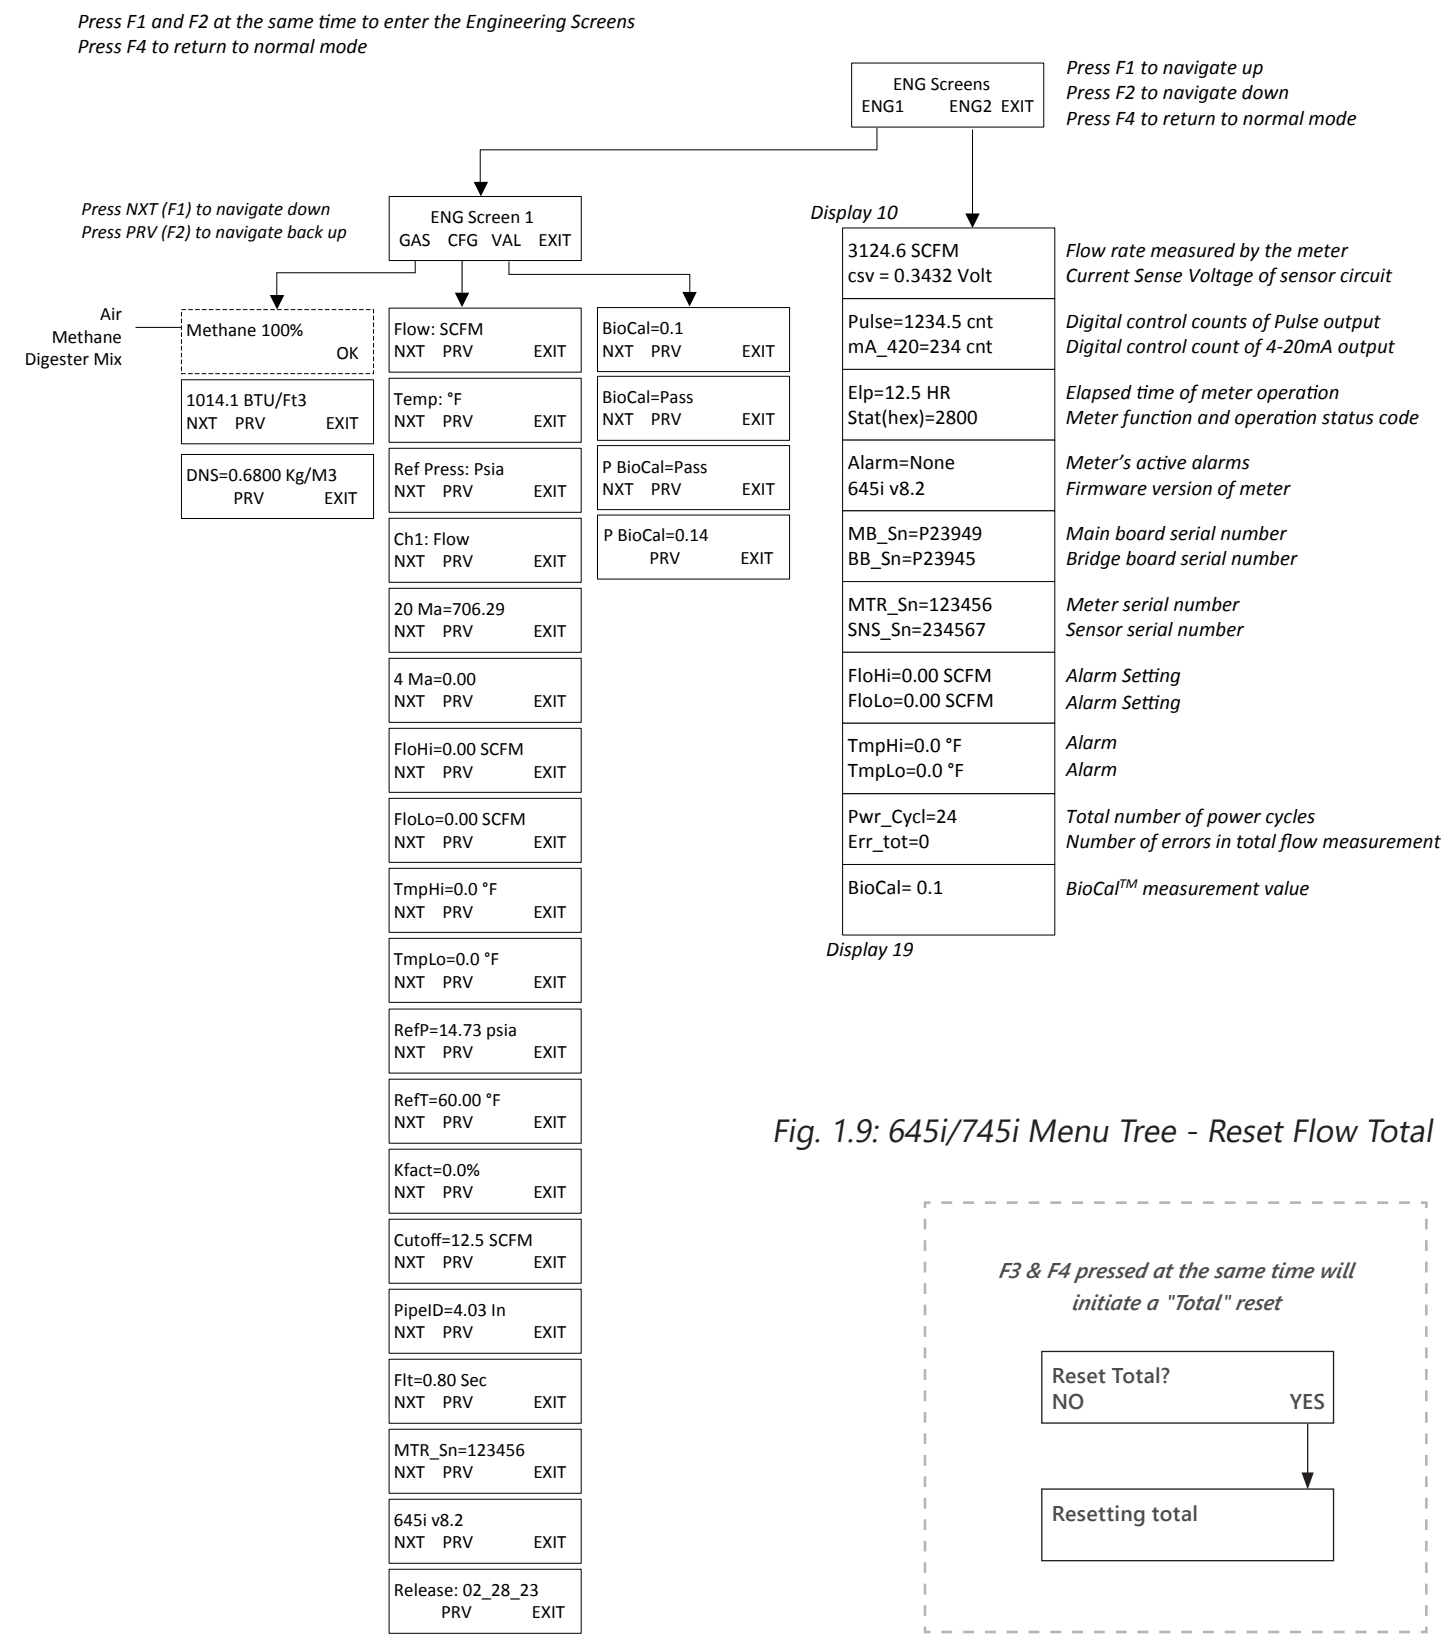 Press F1 and F2 at the same time to enter the Engineering Screens
Press F4 to return to normal mode
ENG Screens
ENG1 ENG2 EXIT
Press F1 to navigate up
Press F2 to navigate down
Press F4 to return to normal mode
Press NXT (F1) to navigate down
Press PRV (F2) to navigate back up
ENG Screen 1
GAS CFG VAL EXIT
Air
Methane
Digester Mix
Methane 100%
OK
1014.1 BTU/Ft3
NXT PRV EXIT
DNS=0.6800 Kg/M3
PRV EXIT
Flow: SCFM
NXT PRV EXIT
Temp: °F
NXT PRV EXIT
Ref Press: Psia
NXT PRV EXIT
Ch1: Flow
NXT PRV EXIT
20 Ma=706.29
NXT PRV EXIT
4 Ma=0.00
NXT PRV EXIT
FloHi=0.00 SCFM
NXT PRV EXIT
FloLo=0.00 SCFM
NXT PRV EXIT
TmpHi=0.0 °F
NXT PRV EXIT
TmpLo=0.0 °F
NXT PRV EXIT
RefP=14.73 psia
NXT PRV EXIT
RefT=60.00 °F
NXT PRV EXIT
Kfact=0.0%
NXT PRV EXIT
Cutoff=12.5 SCFM
NXT PRV EXIT
PipeID=4.03 In
NXT PRV EXIT
Flt=0.80 Sec
NXT PRV EXIT
MTR_Sn=123456
NXT PRV EXIT
645i v8.2
NXT PRV EXIT
Release: 02_28_23
PRV EXIT
BioCal=0.1
NXT PRV EXIT
BioCal=Pass
NXT PRV EXIT
P BioCal=Pass
NXT PRV EXIT
P BioCal=0.14
PRV EXIT
Display 10
3124.6 SCFM Flow rate measured by the meter
csv = 0.3432 Volt Current Sense Voltage of sensor circuit
Pulse=1234.5 cnt Digital control counts of Pulse output
mA_420=234 cnt Digital control count of 4-20mA output
Elp=12.5 HR Elapsed time of meter operation
Stat(hex)=2800 Meter function and operation status code
Alarm=None Meter's active alarms
645i v8.2 Firmware version of meter
MB_Sn=P23949 Main board serial number
BB_Sn=P23945 Bridge board serial number
MTR_Sn=123456 Meter serial number
SNS_Sn=234567 Sensor serial number
FloHi=0.00 SCFM Alarm Setting
FloLo=0.00 SCFM Alarm Setting
TmpHi=0.0 °F Alarm
TmpLo=0.0 °F Alarm
Pwr_Cycl=24 Total number of power cycles
Err_tot=0 Number of errors in total flow measurement
BioCal= 0.1 BioCal™ measurement value
Display 19
Fig. 1.9: 645i/745i Menu Tree - Reset Flow Total
F3 & F4 pressed at the same time will
initiate a "Total" reset
Reset Total?
NO YES
Resetting total